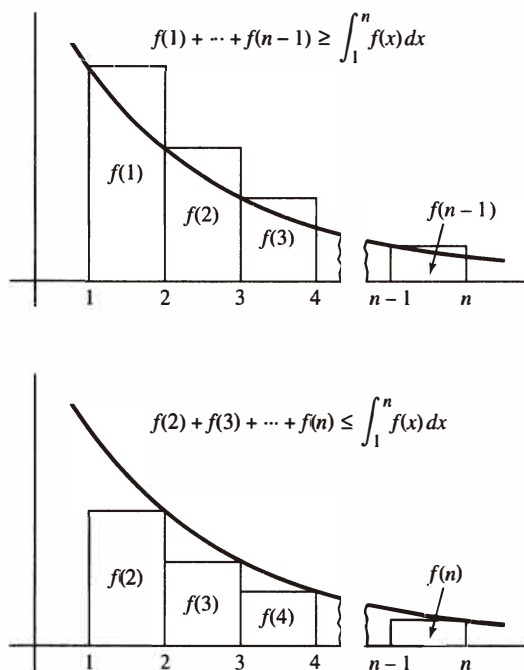 f(1) + ··· + f(n − 1) ≥ ∫₁ⁿ f(x) dx
f(1)
f(2)
f(3)
f(n − 1)
1 2 3 4 n − 1 n
f(2) + f(3) + ··· + f(n) ≤ ∫₁ⁿ f(x) dx
f(2)
f(3)
f(4)
f(n)
1 2 3 4 n − 1 n